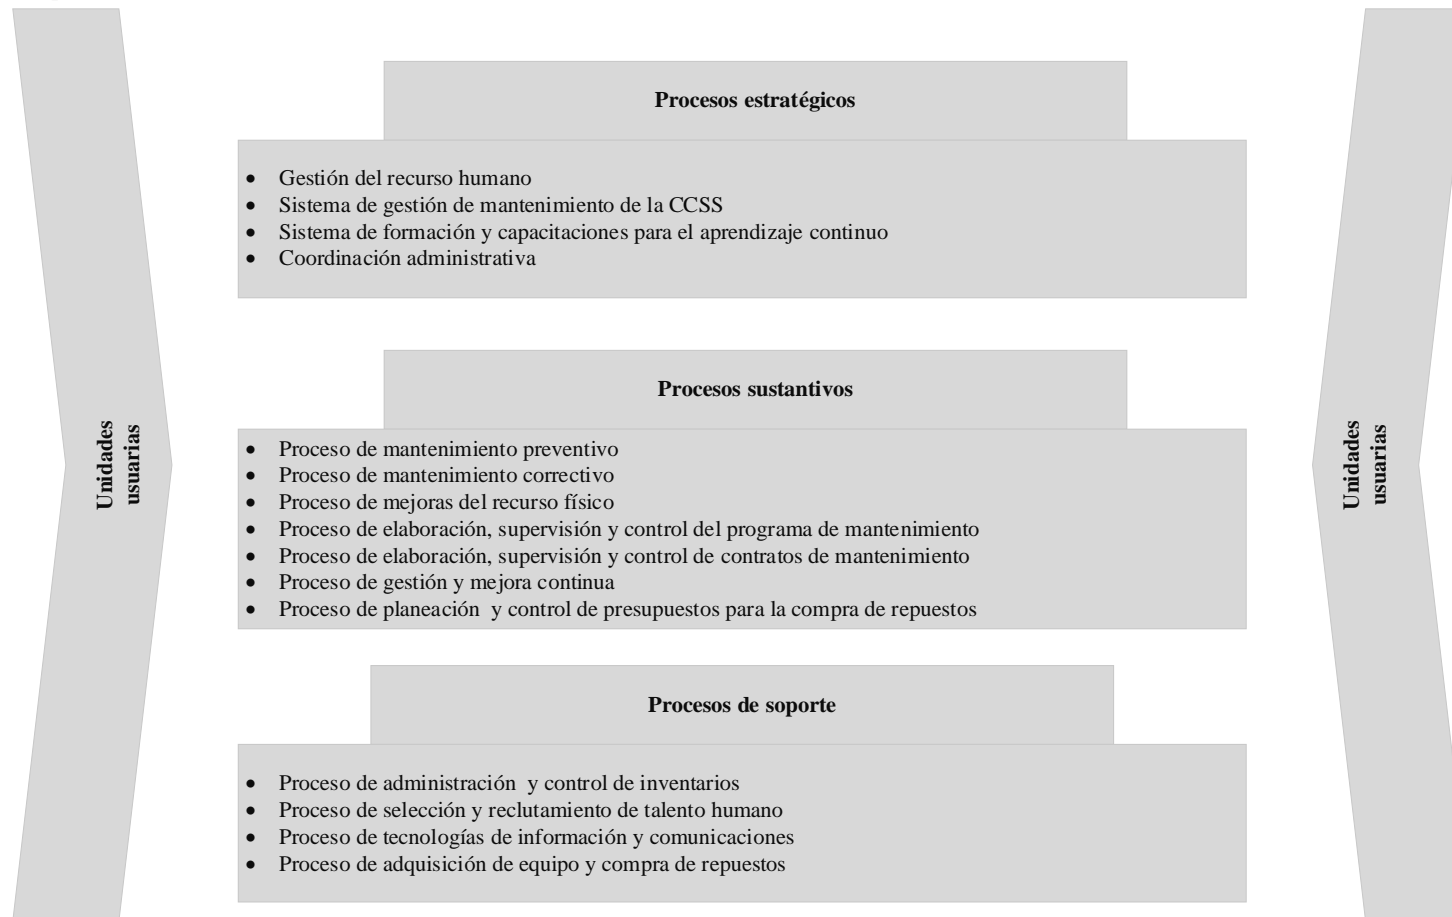 Procesos estratégicos
• Gestión del recurso humano
• Sistema de gestión de mantenimiento de la CCSS
• Sistema de formación y capacitaciones para el aprendizaje continuo
• Coordinación administrativa
Unidades
usuarias
Procesos sustantivos
• Proceso de mantenimiento preventivo
• Proceso de mantenimiento correctivo
• Proceso de mejoras del recurso físico
• Proceso de elaboración, supervisión y control del programa de mantenimiento
• Proceso de elaboración, supervisión y control de contratos de mantenimiento
• Proceso de gestión y mejora continua
• Proceso de planeación  y control de presupuestos para la compra de repuestos
Unidades
usuarias
Procesos de soporte
• Proceso de administración  y control de inventarios
• Proceso de selección y reclutamiento de talento humano
• Proceso de tecnologías de información y comunicaciones
• Proceso de adquisición de equipo y compra de repuestos